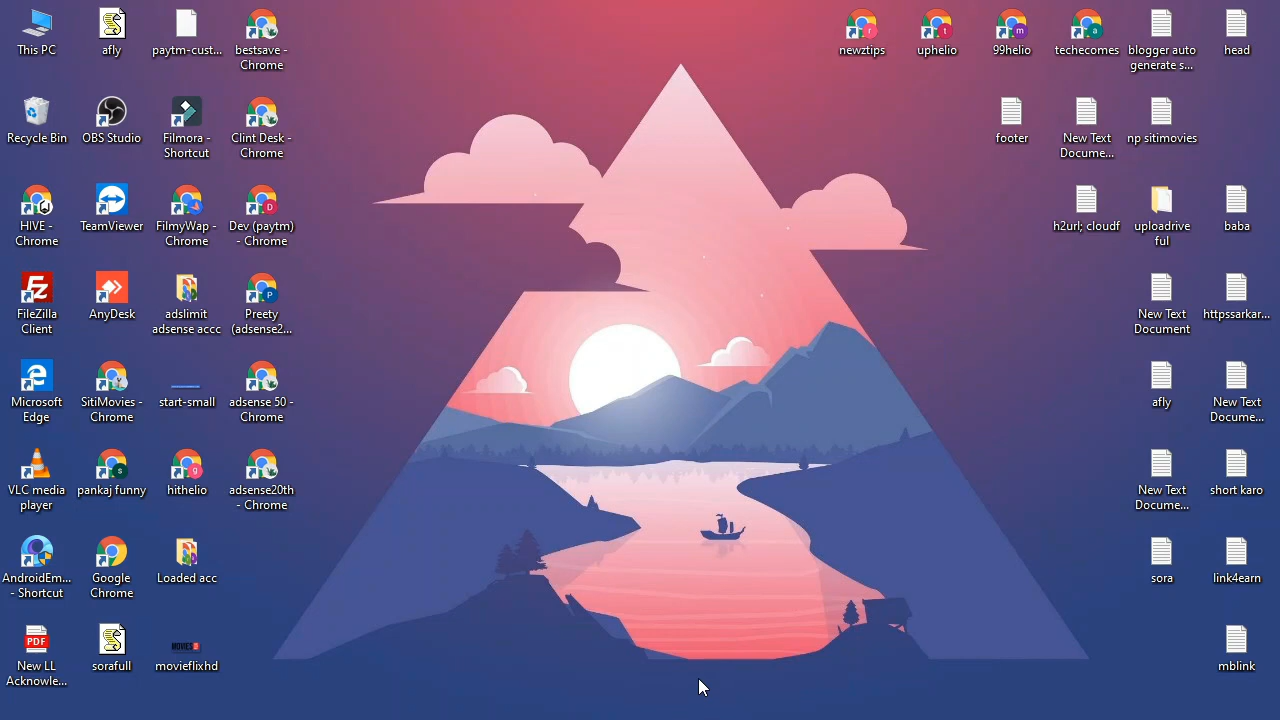 This PC
afly
paytm-cust...
bestsave -
Chrome
newztips
uphelio
99helio
techecomes
blogger auto
generate s...
head
Recycle Bin
OBS Studio
Filmora -
Shortcut
Clint Desk -
Chrome
footer
New Text
Docume...
np sitimovies
HIVE -
Chrome
TeamViewer
FilmyWap -
Chrome
Dev (paytm)
- Chrome
h2url; cloudf
uploadrive
ful
baba
FileZilla
Client
AnyDesk
adslimit
adsense accc
Preety
(adsense2...
New Text
Document
httpssarkar...
Microsoft
Edge
SitiMovies -
Chrome
start-small
adsense 50 -
Chrome
afly
New Text
Docume...
VLC media
player
pankaj funny
hithelio
adsense20th
- Chrome
New Text
Docume...
short karo
AndroidEm...
- Shortcut
Google
Chrome
Loaded acc
sora
link4earn
PDF
New LL
Acknowle...
sorafull
movieflixhd
mblink